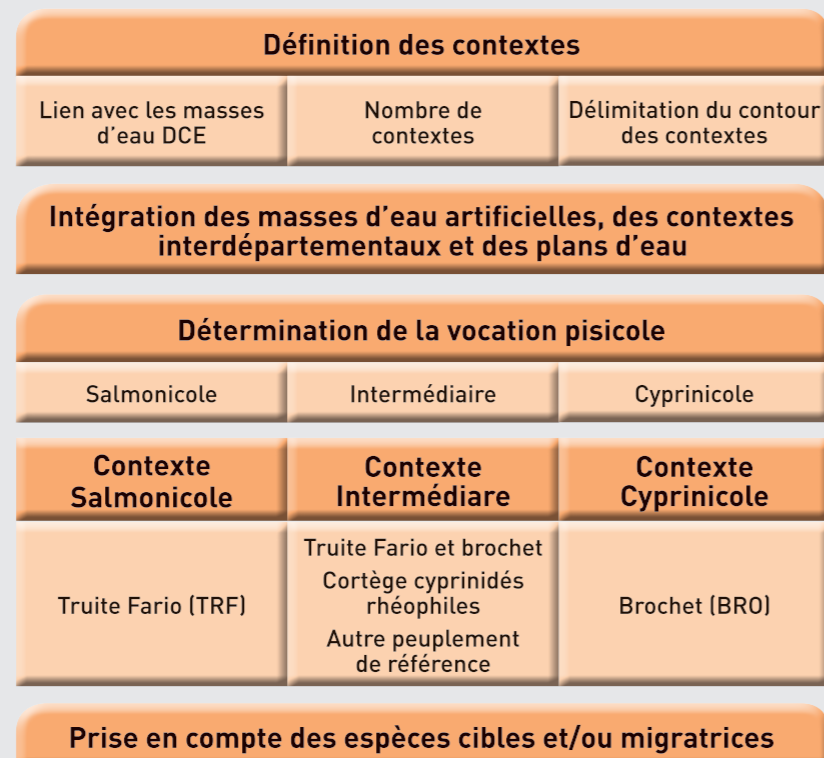 Définition des contextes
Lien avec les masses
d'eau DCE
Nombre de
contextes
Délimitation du contour
des contextes
Intégration des masses d'eau artificielles, des contextes
interdépartementaux et des plans d'eau
Détermination de la vocation pisicole
Salmonicole
Intermédiaire
Cyprinicole
Contexte
Salmonicole
Contexte
Intermédiare
Contexte
Cyprinicole
Truite Fario (TRF)
Truite Fario et brochet
Cortège cyprinidés
rhéophiles
Autre peuplement
de référence
Brochet (BRO)
Prise en compte des espèces cibles et/ou migratrices